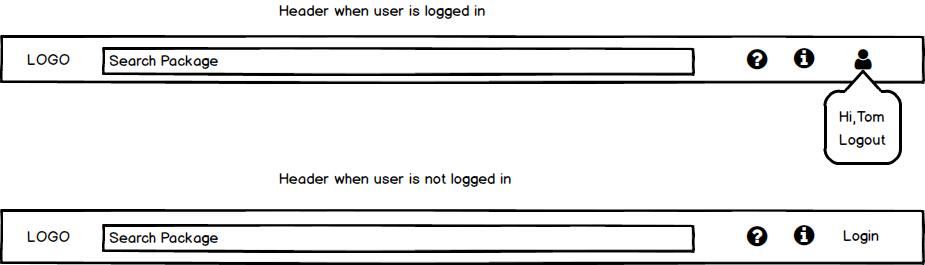 Header when user is logged in
LOGO
Search Package
Hi,Tom
Logout
Header when user is not logged in
LOGO
Search Package
Login